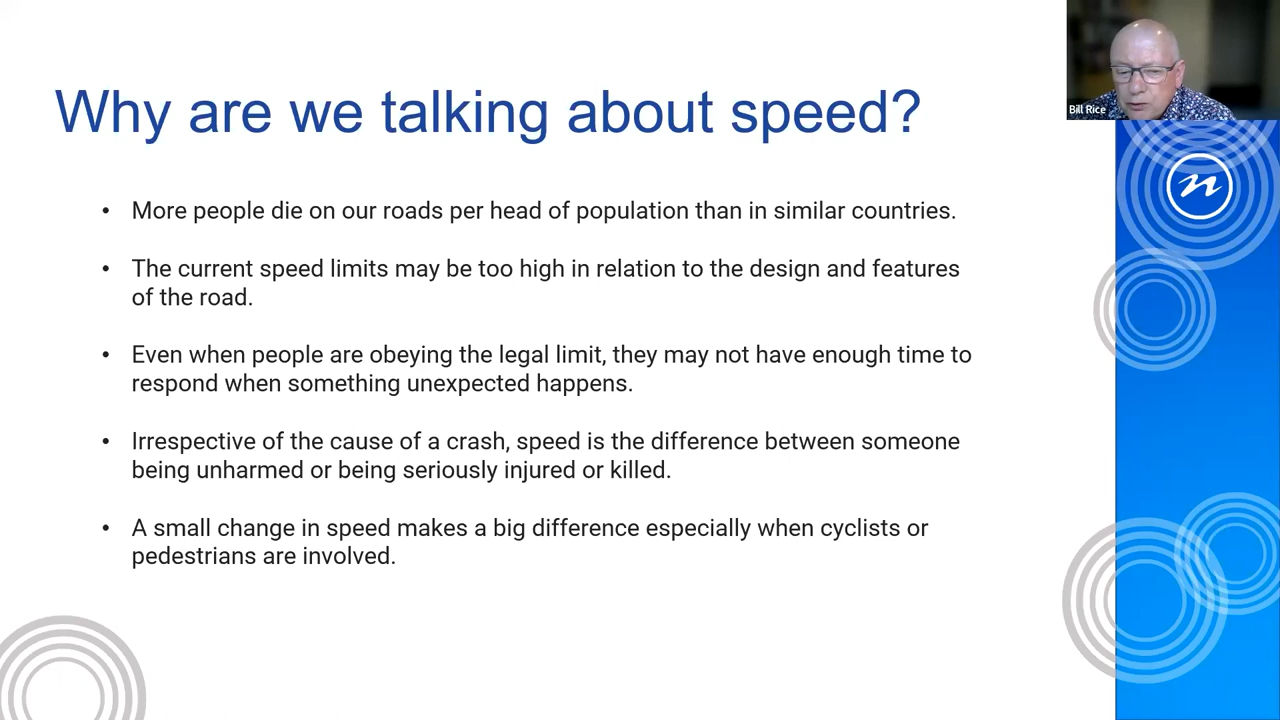 Why are we talking about speed?
Bill Rice
• More people die on our roads per head of population than in similar countries.
• The current speed limits may be too high in relation to the design and features
of the road.
• Even when people are obeying the legal limit, they may not have enough time to
respond when something unexpected happens.
• Irrespective of the cause of a crash, speed is the difference between someone
being unharmed or being seriously injured or killed.
• A small change in speed makes a big difference especially when cyclists or
pedestrians are involved.